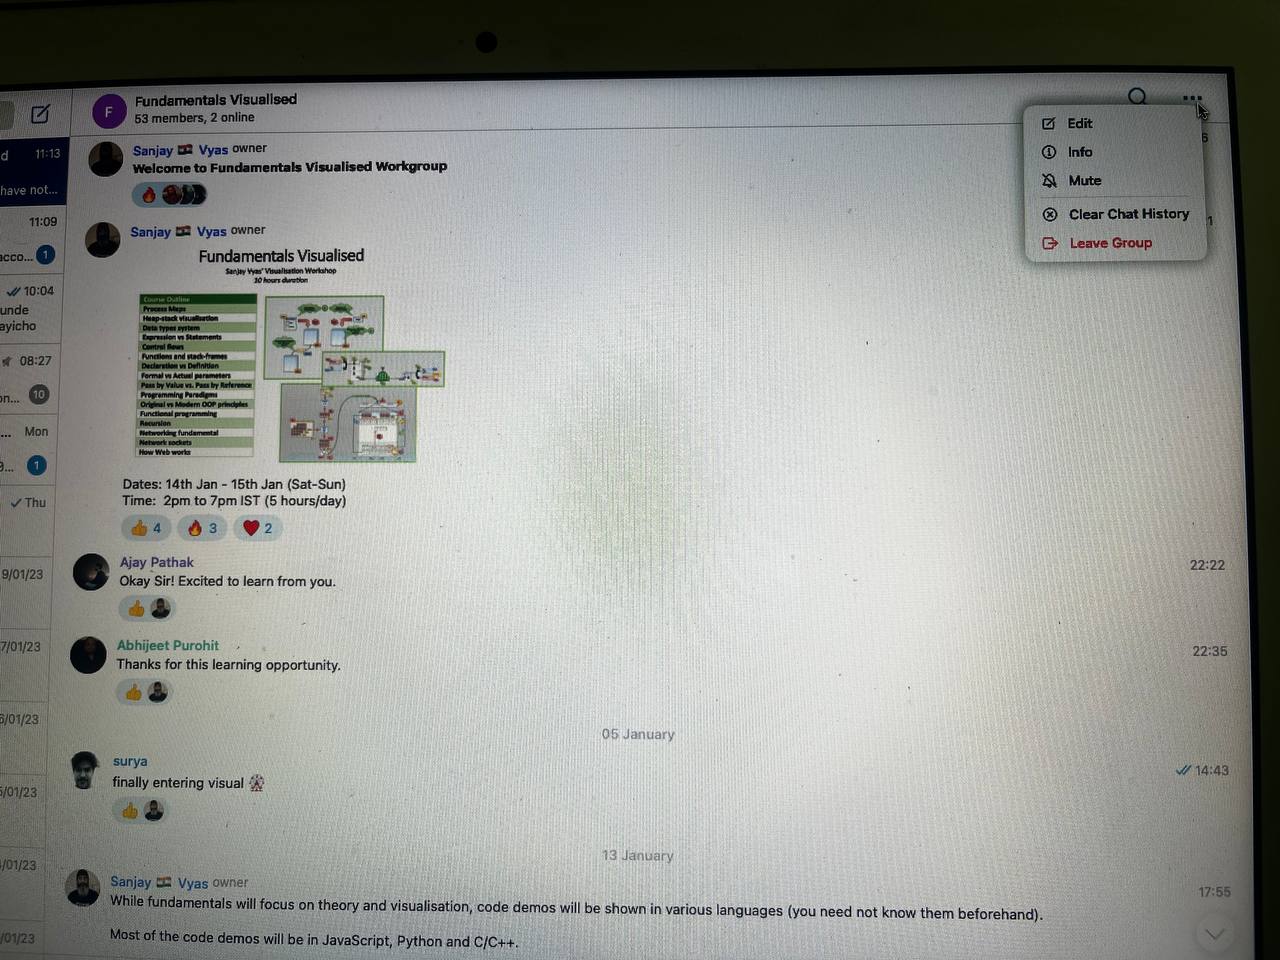 Fundamentals Visualised
53 members, 2 online
Edit
Info
Mute
Clear Chat History
Leave Group
d 11:13
have not...
11:09
acco... 1
10:04
unde
ayicho
08:27
on... 10
... Mon
9... 1
Thu
9/01/23
7/01/23
6/01/23
5/01/23
/01/23
/01/23
F
Sanjay Vyas owner
Welcome to Fundamentals Visualised Workgroup
Sanjay Vyas owner
Fundamentals Visualised
Sanjay Vyas' Visualisation Workshop
10 hours duration
Course Outline
Process Maps
Heap-stack visualisation
Data types system
Expression vs Statements
Control flows
Functions and stack-frames
Declaration vs Definition
Formal vs Actual parameters
Pass by Value vs. Pass by Reference
Programming Paradigms
Original vs Modern OOP principles
Functional programming
Recursion
Networking fundamental
Network sockets
How Web works
Dates: 14th Jan - 15th Jan (Sat-Sun)
Time: 2pm to 7pm IST (5 hours/day)
4 3 2
Ajay Pathak
Okay Sir! Excited to learn from you. 22:22
Abhijeet Purohit
Thanks for this learning opportunity. 22:35
05 January
surya
finally entering visual 🎡 14:43
13 January
Sanjay Vyas owner
While fundamentals will focus on theory and visualisation, code demos will be shown in various languages (you need not know them beforehand). 17:55
Most of the code demos will be in JavaScript, Python and C/C++.